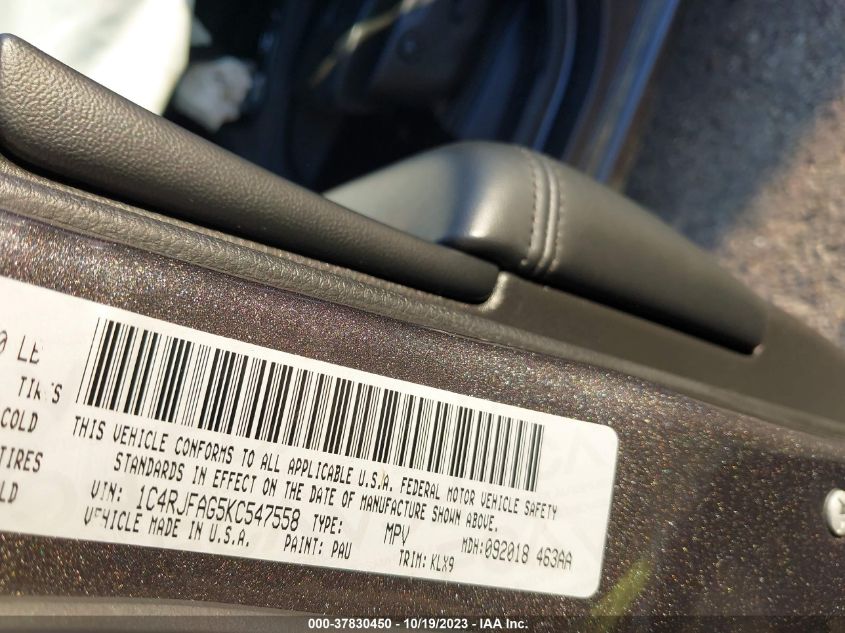 0 LB
TIRES
COLD
TIRES
LD
THIS VEHICLE CONFORMS TO ALL APPLICABLE U.S.A. FEDERAL MOTOR VEHICLE SAFETY
STANDARDS IN EFFECT ON THE DATE OF MANUFACTURE SHOWN ABOVE.
VIN: 1C4RJFAG5KC547558 TYPE: MPV MDH:092018 463AA
VEHICLE MADE IN U.S.A. PAINT: PAU TRIM: KLX9
000-37830450 - 10/19/2023 - IAA Inc.